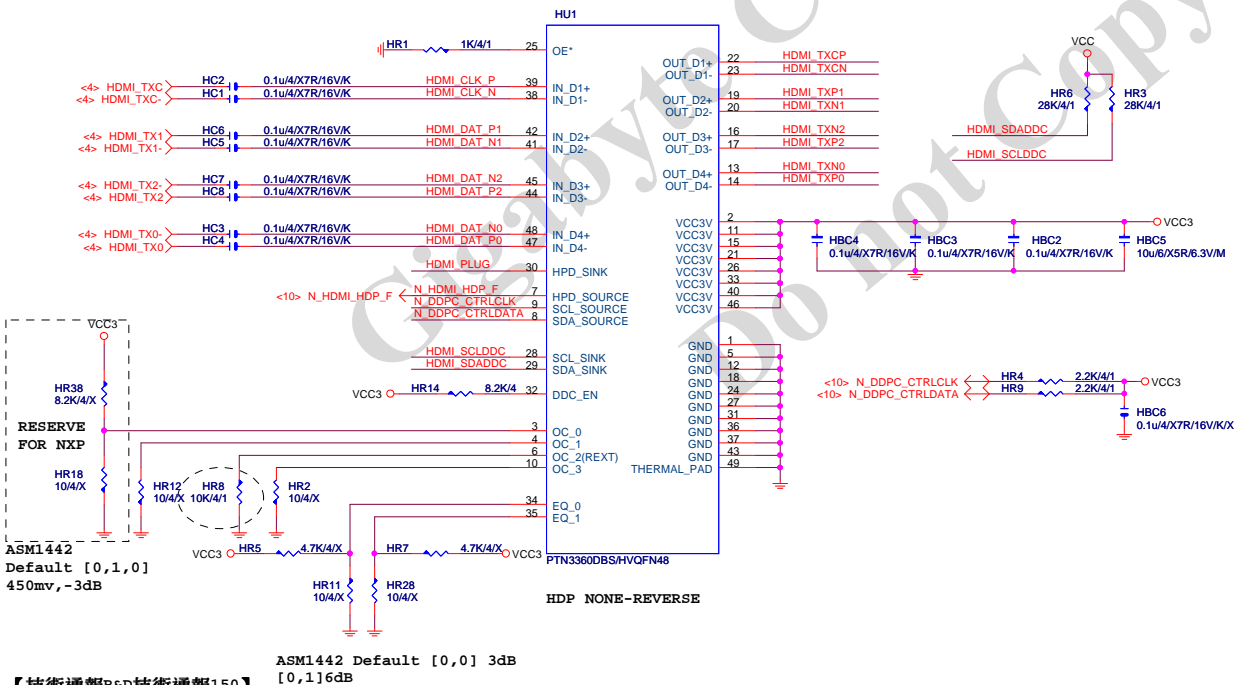 HU1
HR1 1K/4/1 25 OE*
<4> HDMI_TXC HC2 0.1u/4/X7R/16V/K HDMI_CLK_P 39 IN_D1+
<4> HDMI_TXC- HC1 0.1u/4/X7R/16V/K HDMI_CLK_N 38 IN_D1-
<4> HDMI_TX1 HC6 0.1u/4/X7R/16V/K HDMI_DAT_P1 42 IN_D2+
<4> HDMI_TX1- HC5 0.1u/4/X7R/16V/K HDMI_DAT_N1 41 IN_D2-
<4> HDMI_TX2- HC7 0.1u/4/X7R/16V/K HDMI_DAT_N2 45 IN_D3+
<4> HDMI_TX2 HC8 0.1u/4/X7R/16V/K HDMI_DAT_P2 44 IN_D3-
<4> HDMI_TX0- HC3 0.1u/4/X7R/16V/K HDMI_DAT_N0 48 IN_D4+
<4> HDMI_TX0 HC4 0.1u/4/X7R/16V/K HDMI_DAT_P0 47 IN_D4-
HDMI_PLUG 30 HPD_SINK
<10> N_HDMI_HDP_F N_HDMI_HDP_F 7 HPD_SOURCE
N_DDPC_CTRLCLK 9 SCL_SOURCE
N_DDPC_CTRLDATA 8 SDA_SOURCE
HDMI_SCLDDC 28 SCL_SINK
HDMI_SDADDC 29 SDA_SINK
VCC3 HR14 8.2K/4 32 DDC_EN
3 OC_0
4 OC_1
6 OC_2(REXT)
10 OC_3
34 EQ_0
35 EQ_1
OUT_D1+ 22 HDMI_TXCP
OUT_D1- 23 HDMI_TXCN
OUT_D2+ 19 HDMI_TXP1
OUT_D2- 20 HDMI_TXN1
OUT_D3+ 16 HDMI_TXN2
OUT_D3- 17 HDMI_TXP2
OUT_D4+ 13 HDMI_TXN0
OUT_D4- 14 HDMI_TXP0
VCC3V 2 VCC3
VCC3V 11
VCC3V 15
VCC3V 21
VCC3V 26
VCC3V 33
VCC3V 40
VCC3V 46
GND 1
GND 5
GND 12
GND 18
GND 24
GND 27
GND 31
GND 36
GND 37
GND 43
THERMAL_PAD 49
PTN3360DBS/HVQFN48
HDP NONE-REVERSE
VCC
HR6 HR3
28K/4/1 28K/4/1
HDMI_SDADDC
HDMI_SCLDDC
HBC4 HBC3 HBC2 HBC5
0.1u/4/X7R/16V/K 0.1u/4/X7R/16V/K 0.1u/4/X7R/16V/K 10u/6/X5R/6.3V/M
<10> N_DDPC_CTRLCLK HR4 2.2K/4/1 VCC3
<10> N_DDPC_CTRLDATA HR9 2.2K/4/1
HBC6
0.1u/4/X7R/16V/K/X
VCC3
HR38
8.2K/4/X
RESERVE
FOR NXP
HR18
10/4/X
HR12
10/4/X
HR8
10K/4/1
HR2
10/4/X
ASM1442
Default [0,1,0]
450mv,-3dB
VCC3 HR5 4.7K/4/X HR7 4.7K/4/X VCC3
HR11 HR28
10/4/X 10/4/X
ASM1442 Default [0,0] 3dB
[0,1]6dB
【技術通報R&D技術通報150】
Gigabyte C
Do not Copy